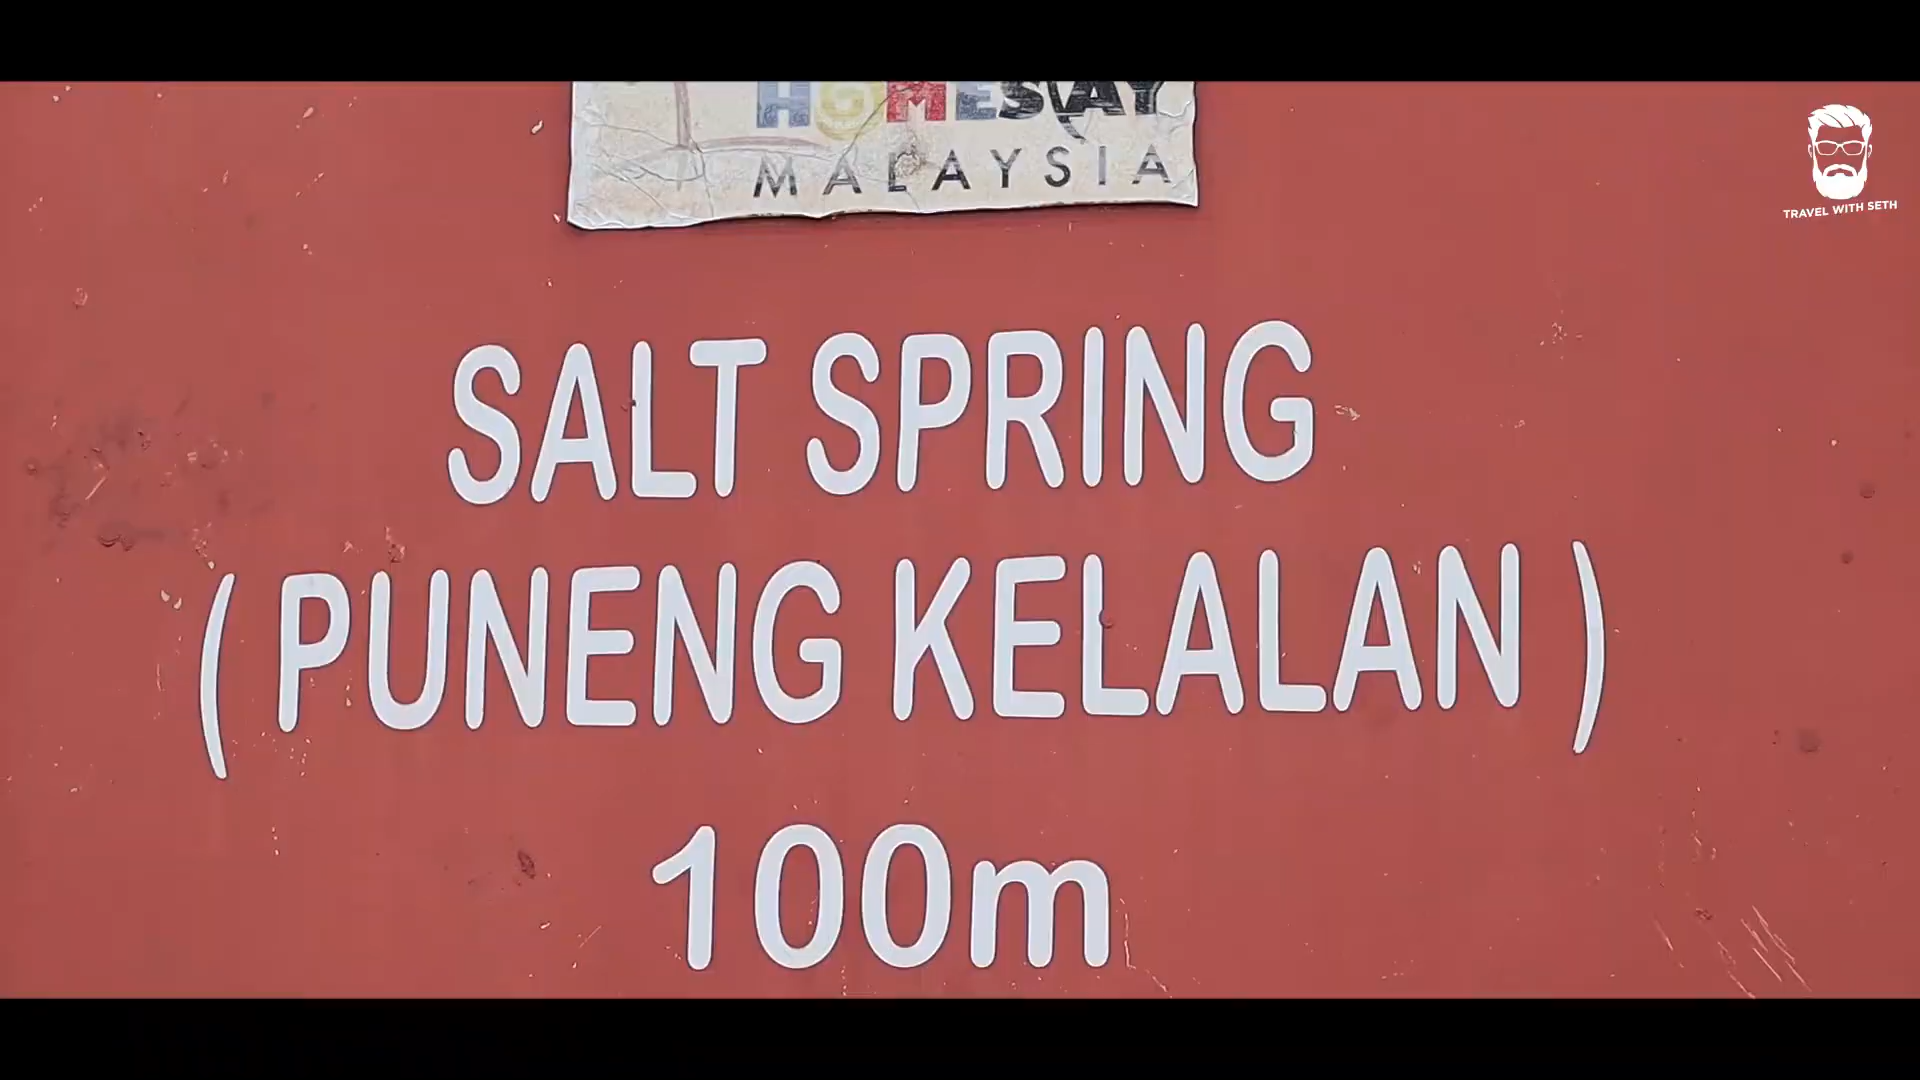 HOMESTAY
MALAYSIA
TRAVEL WITH SETH
SALT SPRING
( PUNENG KELALAN )
100m